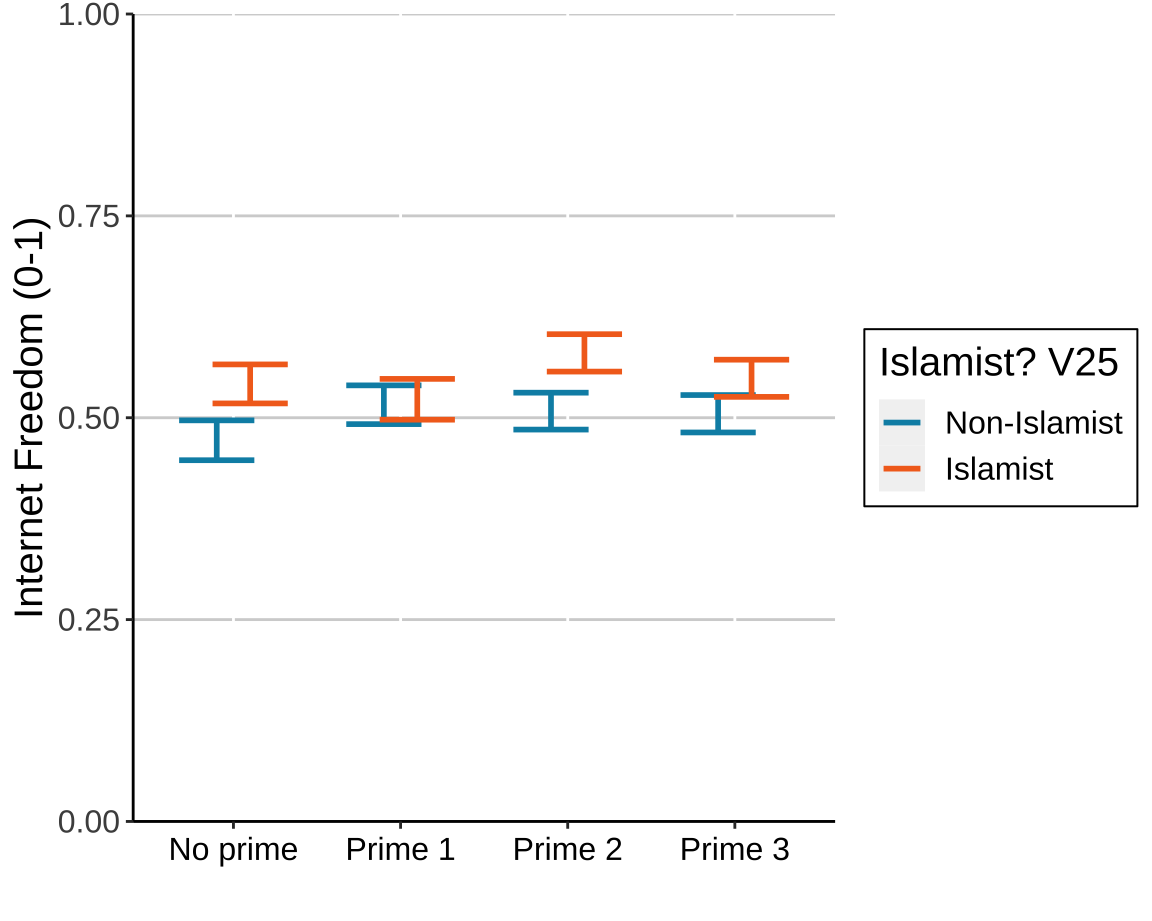 1.00
0.75
0.50
0.25
0.00
Internet Freedom (0-1)
No prime
Prime 1
Prime 2
Prime 3
Islamist? V25
Non-Islamist
Islamist